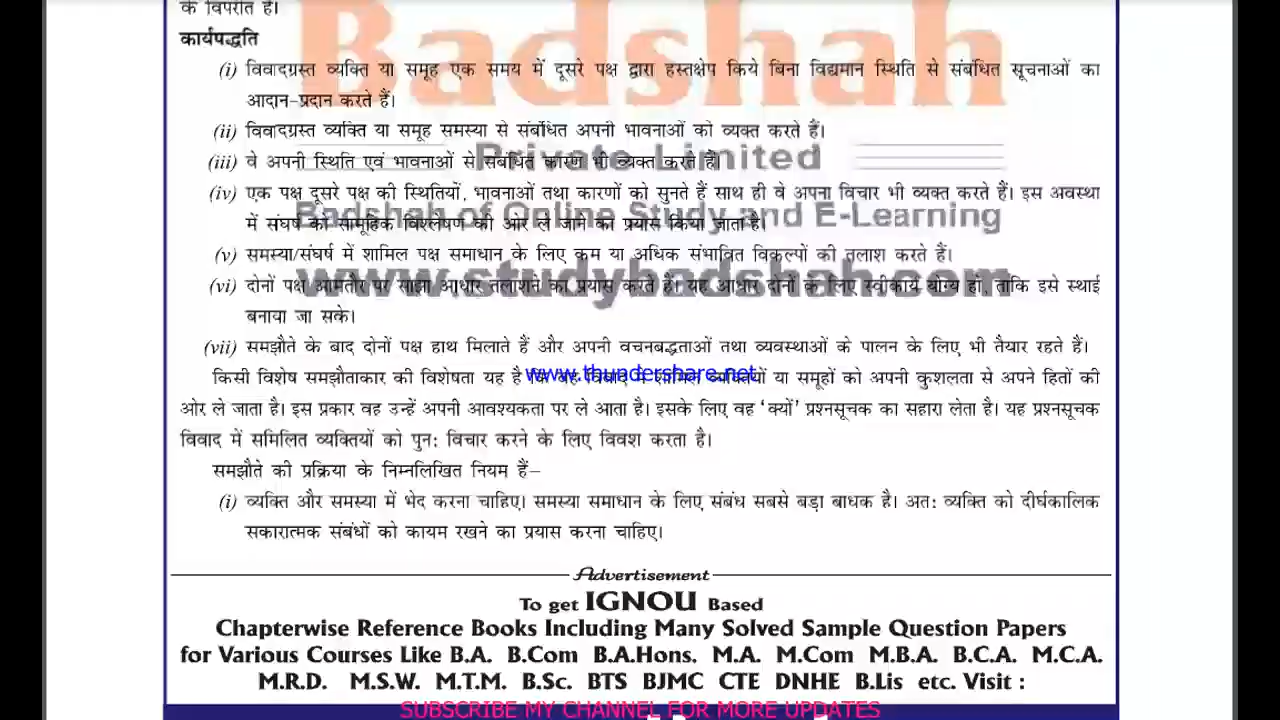 के विपरीत है।
कार्यपद्धति
(i) विवादग्रस्त व्यक्ति या समूह एक समय में दूसरे पक्ष द्वारा हस्तक्षेप किये बिना विद्यमान स्थिति से संबंधित सूचनाओं का
आदान-प्रदान करते हैं।
Badshah
(ii) विवादग्रस्त व्यक्ति या समूह समस्या से संबंधित अपनी भावनाओं को व्यक्त करते हैं।
(iii) वे अपनी स्थिति एवं भावनाओं से संबंधित कारण भी व्यक्त करते हैं।
Private Limited
(iv) एक पक्ष दूसरे पक्ष की स्थितियों, भावनाओं तथा कारणों को सुनते हैं साथ ही वे अपना विचार भी व्यक्त करते हैं। इस अवस्था
में संघर्ष को सामूहिक विश्लेषण की ओर ले जाने का प्रयास किया जाता है।
Badshah of Online Study and E-Learning
(v) समस्या/संघर्ष में शामिल पक्ष समाधान के लिए कम या अधिक संभावित विकल्पों की तलाश करते हैं।
www.studybadshah.com
(vi) दोनों पक्ष आमतौर पर साझा आधार तलाशने का प्रयास करते हैं। यह आधार दोनों के लिए स्वीकार्य योग्य हो, ताकि इसे स्थाई
बनाया जा सके।
(vii) समझौते के बाद दोनों पक्ष हाथ मिलाते हैं और अपनी वचनबद्धताओं तथा व्यवस्थाओं के पालन के लिए भी तैयार रहते हैं।
www.thundershare.net
किसी विशेष समझौताकार की विशेषता यह है कि वह विवाद में शामिल व्यक्तियों या समूहों को अपनी कुशलता से अपने हितों की
ओर ले जाता है। इस प्रकार वह उन्हें अपनी आवश्यकता पर ले आता है। इसके लिए वह ‘क्यों’ प्रश्नसूचक का सहारा लेता है। यह प्रश्नसूचक
विवाद में समिलित व्यक्तियों को पुन: विचार करने के लिए विवश करता है।
समझौते की प्रक्रिया के निम्नलिखित नियम हैं–
(i) व्यक्ति और समस्या में भेद करना चाहिए। समस्या समाधान के लिए संबंध सबसे बड़ा बाधक है। अत: व्यक्ति को दीर्घकालिक
सकारात्मक संबंधों को कायम रखने का प्रयास करना चाहिए।
Advertisement
To get IGNOU Based
Chapterwise Reference Books Including Many Solved Sample Question Papers
for Various Courses Like B.A. B.Com B.A.Hons. M.A. M.Com M.B.A. B.C.A. M.C.A.
M.R.D. M.S.W. M.T.M. B.Sc. BTS BJMC CTE DNHE B.Lis etc. Visit :
SUBSCRIBE MY CHANNEL FOR MORE UPDATES